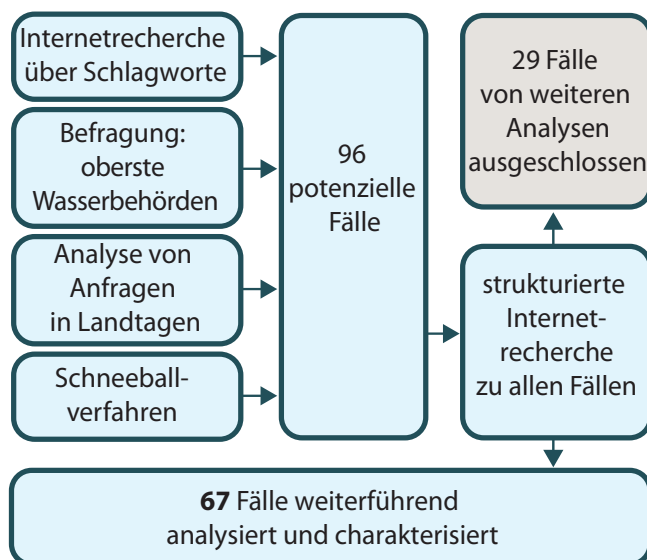 Internetrecherche
über Schlagworte
Befragung:
oberste
Wasserbehörden
Analyse von
Anfragen
in Landtagen
Schneeball-
verfahren
96
potenzielle
Fälle
29 Fälle
von weiteren
Analysen
ausgeschlossen
strukturierte
Internet-
recherche
zu allen Fällen
67 Fälle weiterführend
analysiert und charakterisiert